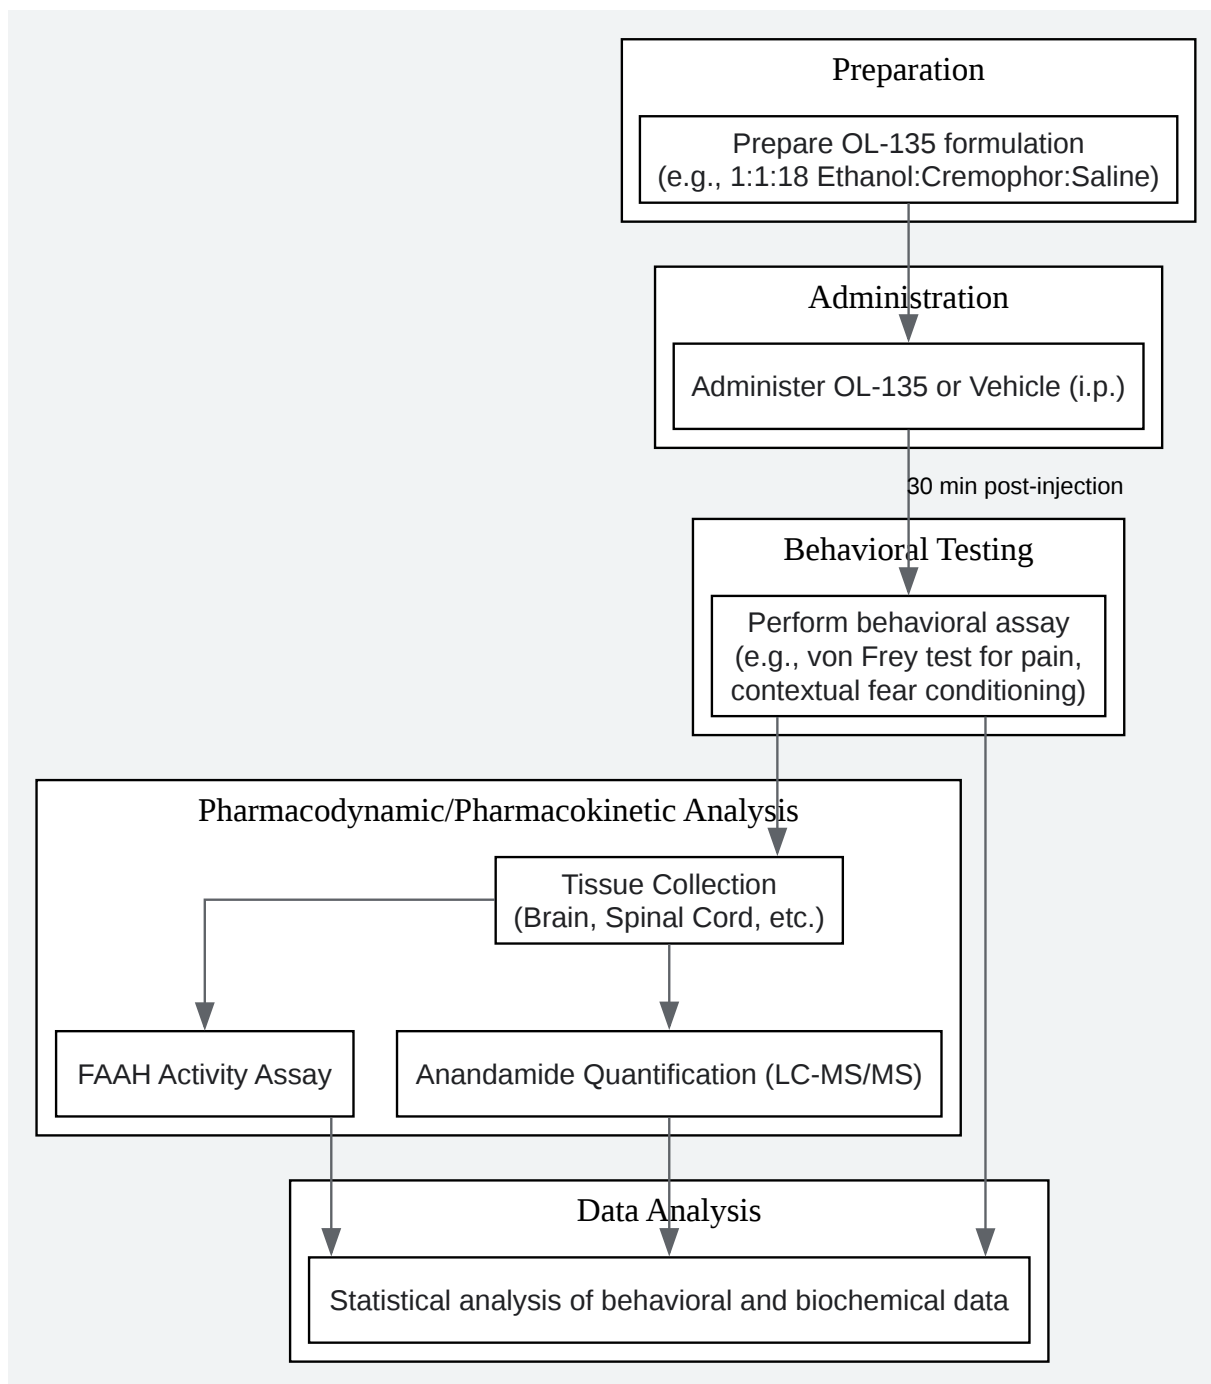 Preparation
Prepare OL-135 formulation
(e.g., 1:1:18 Ethanol:Cremophor:Saline)
Administration
Administer OL-135 or Vehicle (i.p.)
30 min post-injection
Behavioral Testing
Perform behavioral assay
(e.g., von Frey test for pain,
contextual fear conditioning)
Pharmacodynamic/Pharmacokinetic Analysis
Tissue Collection
(Brain, Spinal Cord, etc.)
FAAH Activity Assay
Anandamide Quantification (LC-MS/MS)
Data Analysis
Statistical analysis of behavioral and biochemical data